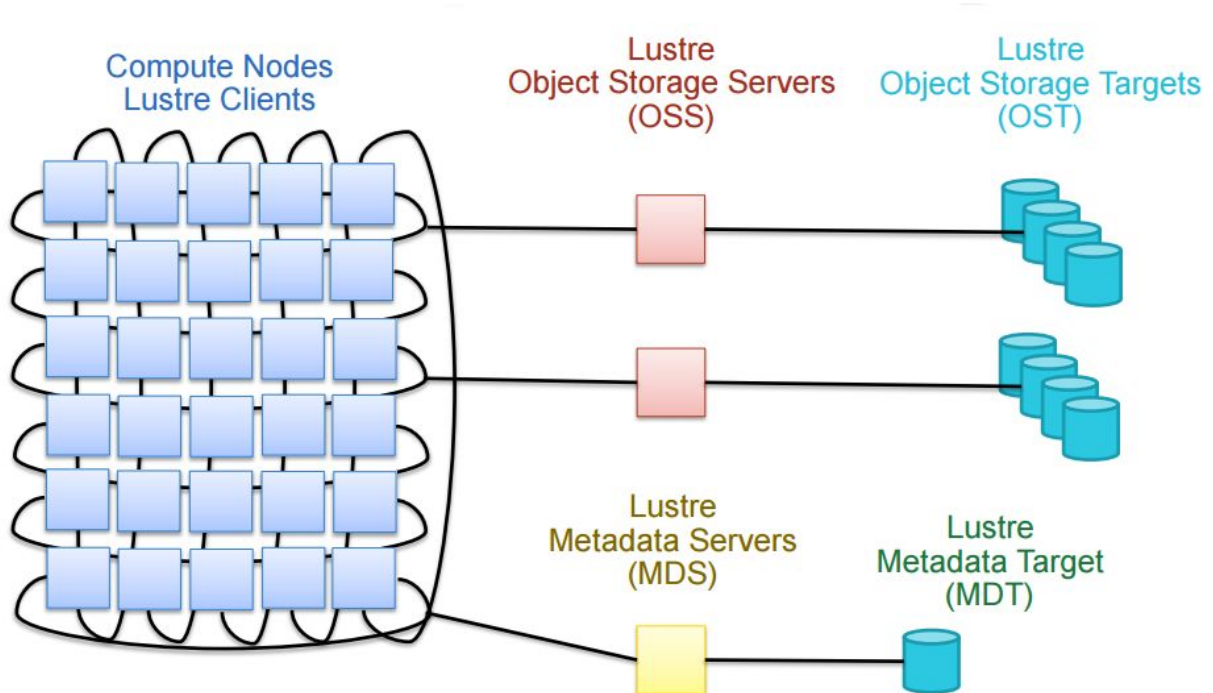 Compute Nodes
Lustre Clients
Lustre
Object Storage Servers
(OSS)
Lustre
Object Storage Targets
(OST)
Lustre
Metadata Servers
(MDS)
Lustre
Metadata Target
(MDT)